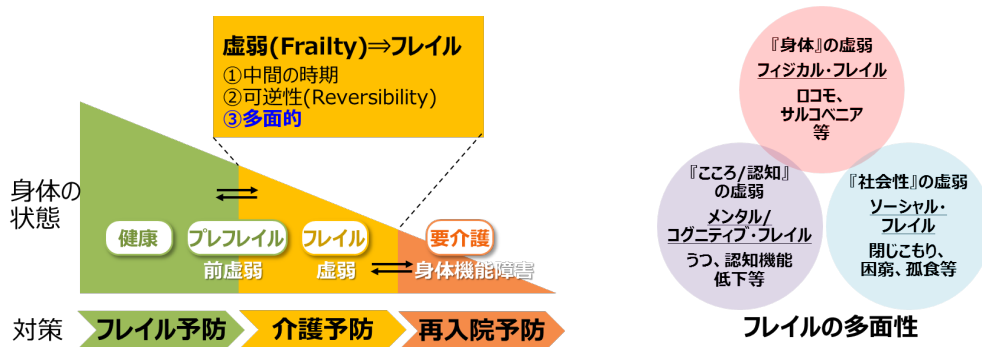 虚弱(Frailty)⇒フレイル
①中間の時期
②可逆性(Reversibility)
③多面的
身体の
状態
健康
プレフレイル
前虚弱
フレイル
虚弱
要介護
身体機能障害
対策
フレイル予防
介護予防
再入院予防
『身体』の虚弱
フィジカル・フレイル
ロコモ、
サルコペニア
等
『こころ/認知』
の虚弱
メンタル/
コグニティブ・フレイル
うつ、認知機能
低下等
『社会性』の虚弱
ソーシャル・
フレイル
閉じこもり、
困窮、孤食等
フレイルの多面性